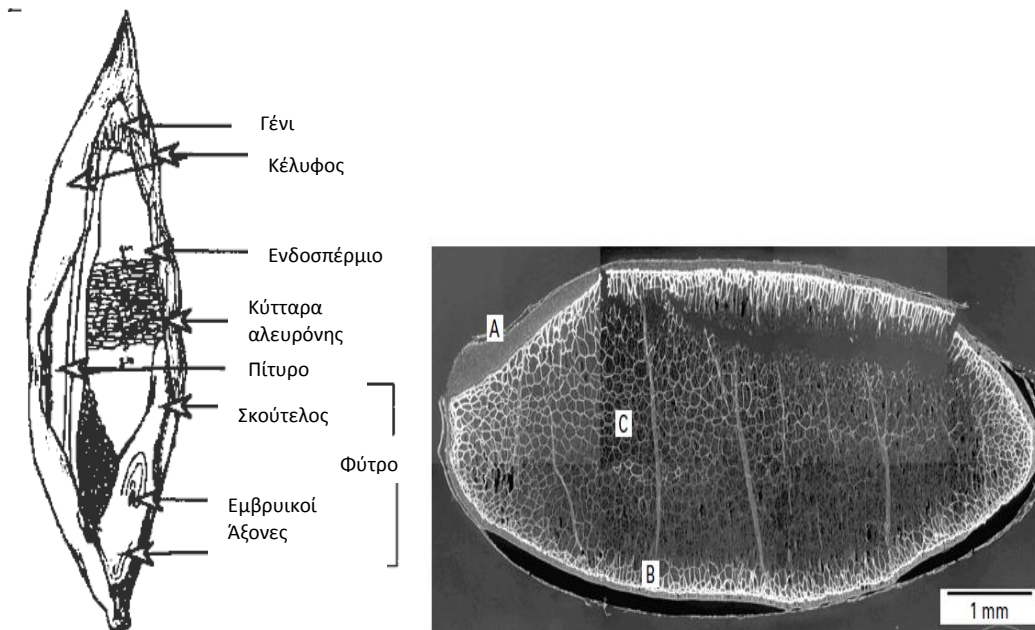 Γένι
Κέλυφος
Ενδοσπέρμιο
Κύτταρα
αλευρόνης
Πίτυρο
Σκούτελος
Φύτρο
Εμβρυικοί
Άξονες
A
C
B
1 mm